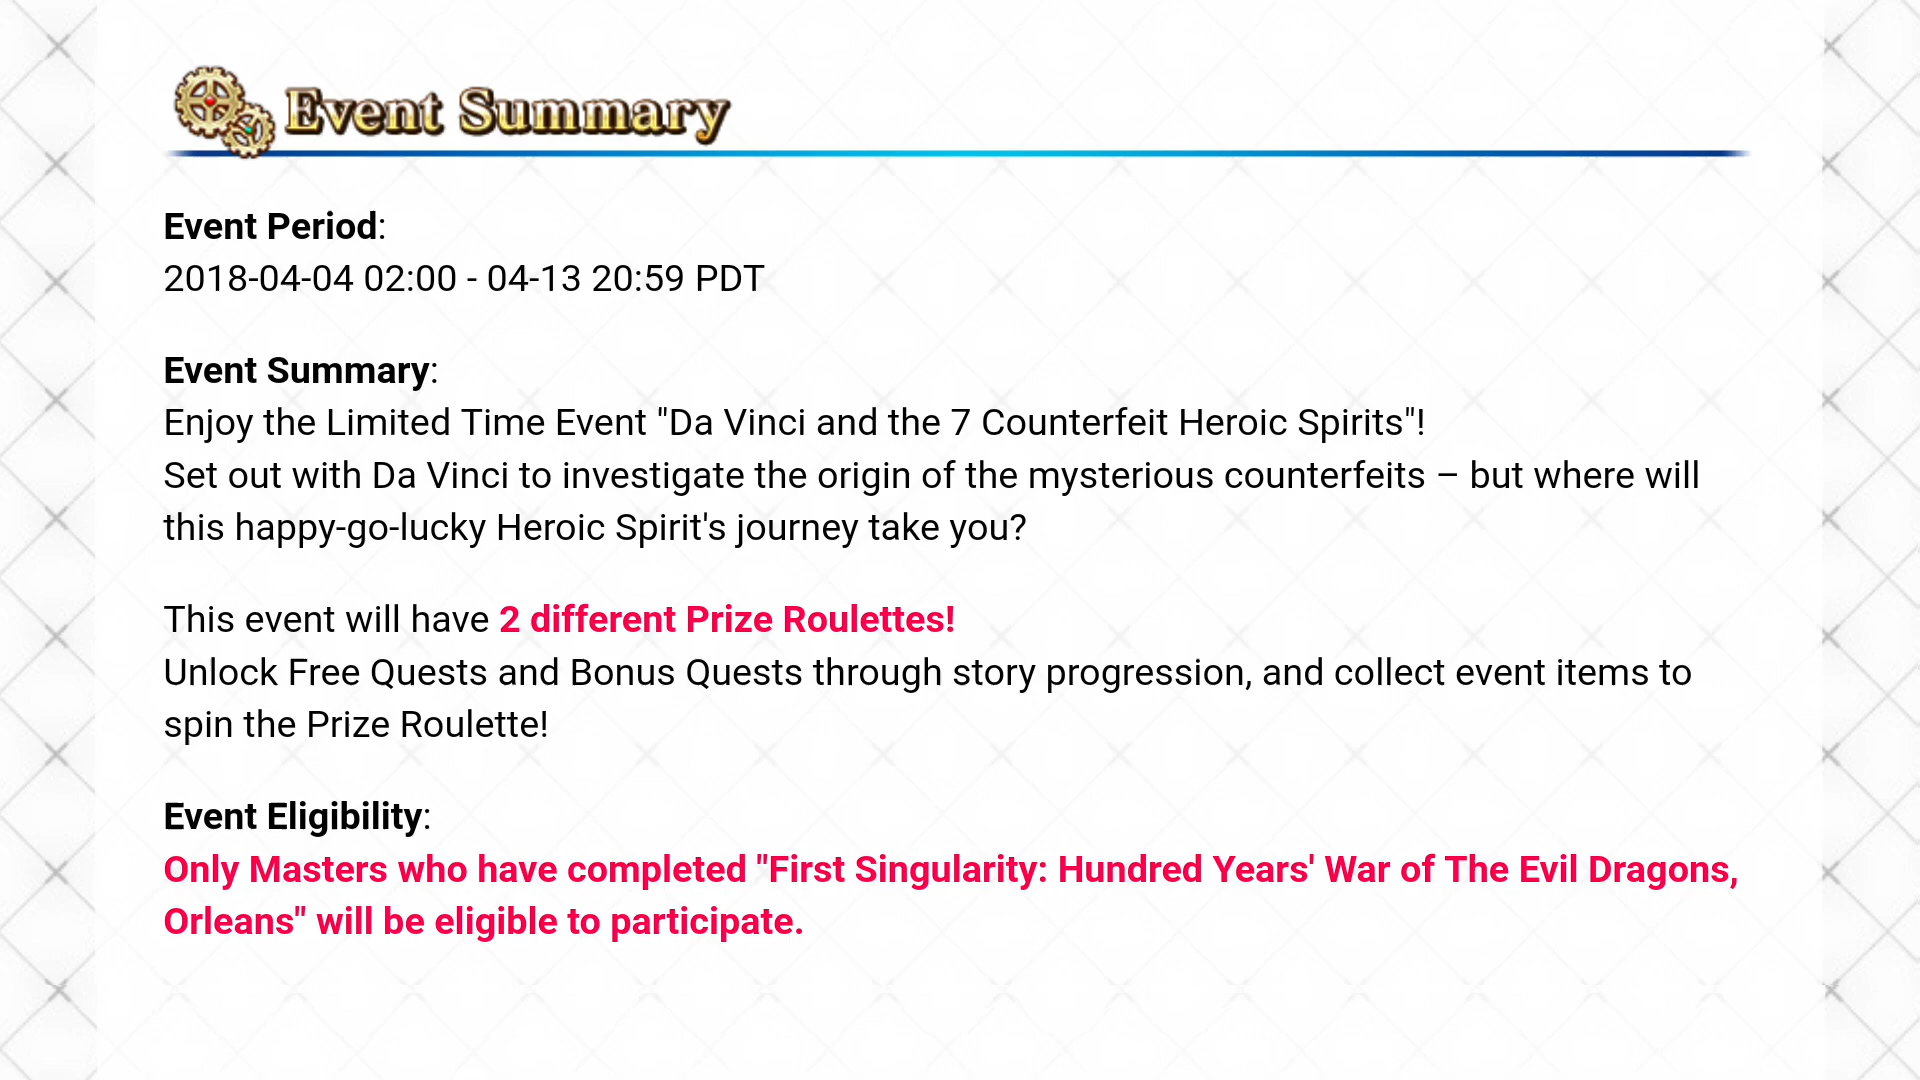 Event Summary
Event Period:
2018-04-04 02:00 - 04-13 20:59 PDT
Event Summary:
Enjoy the Limited Time Event "Da Vinci and the 7 Counterfeit Heroic Spirits"!
Set out with Da Vinci to investigate the origin of the mysterious counterfeits – but where will
this happy-go-lucky Heroic Spirit's journey take you?
This event will have 2 different Prize Roulettes!
Unlock Free Quests and Bonus Quests through story progression, and collect event items to
spin the Prize Roulette!
Event Eligibility:
Only Masters who have completed "First Singularity: Hundred Years' War of The Evil Dragons,
Orleans" will be eligible to participate.